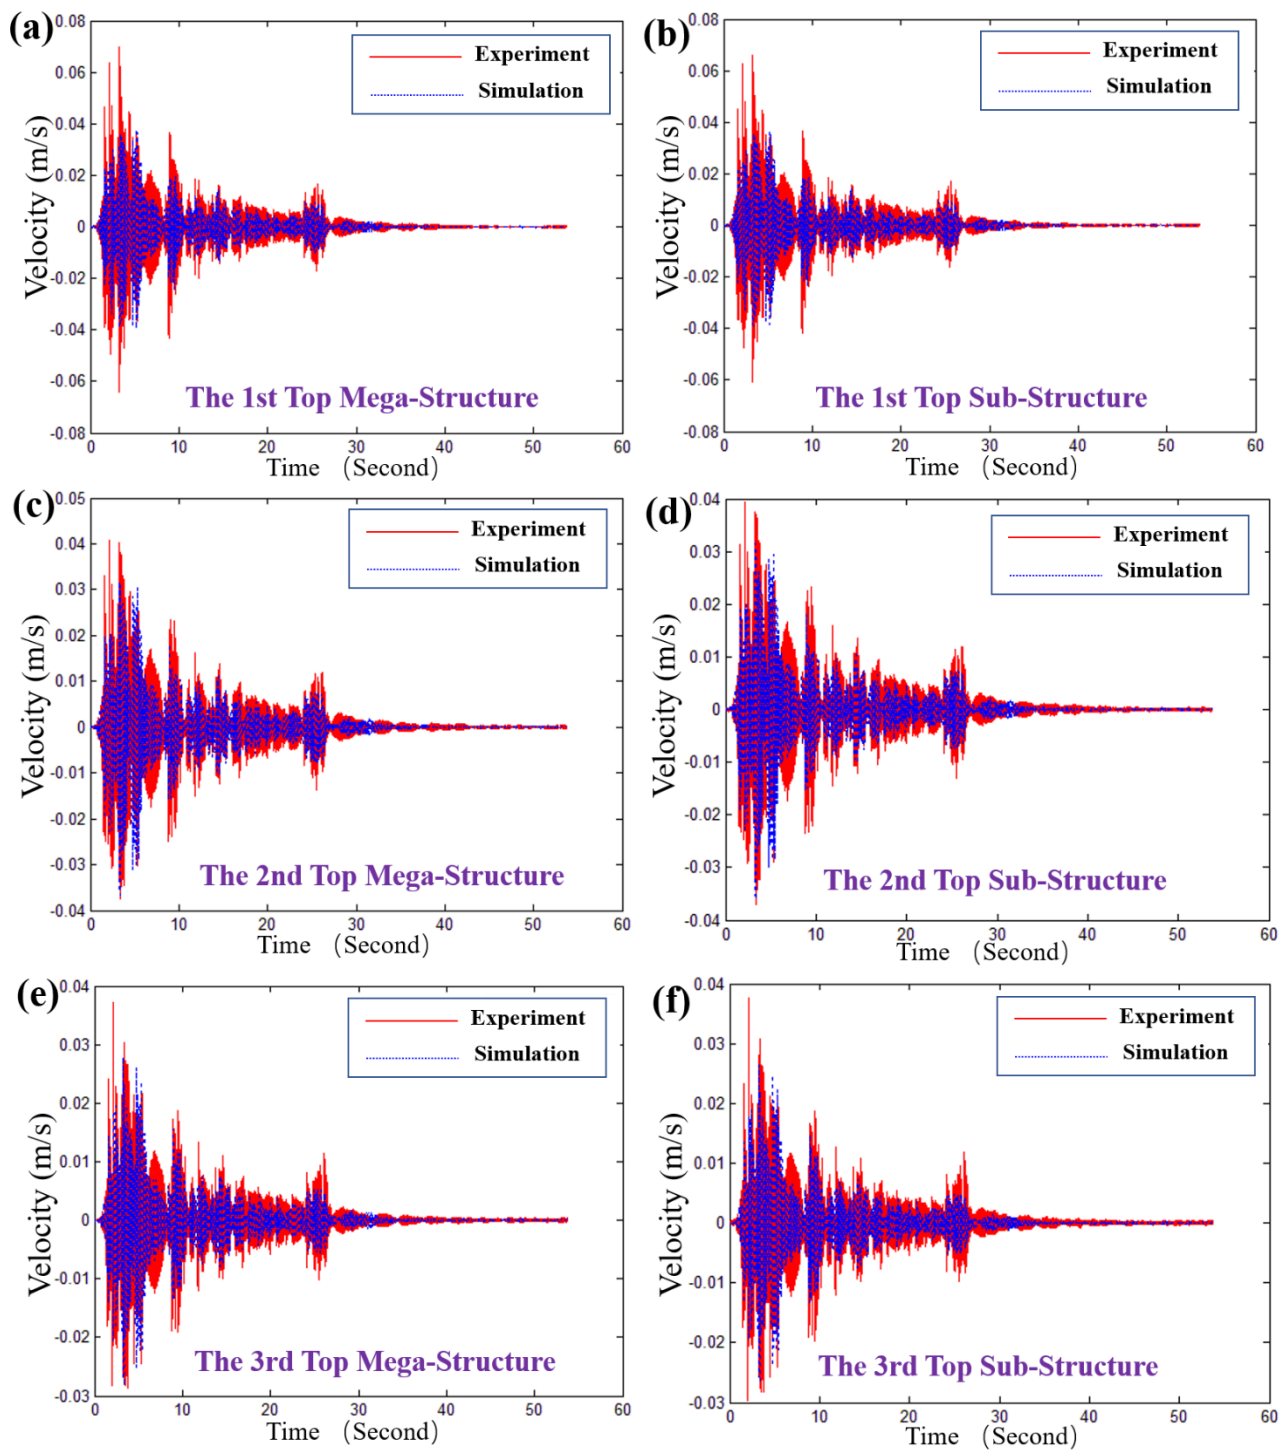 (a)
0.08
0.06
0.04
0.02
0
-0.02
-0.04
-0.06
-0.08
Velocity (m/s)
Experiment
Simulation
The 1st Top Mega-Structure
0 10 20 30 40 50 60
Time （Second）
(b)
0.08
0.06
0.04
0.02
0
-0.02
-0.04
-0.06
-0.08
Velocity (m/s)
Experiment
Simulation
The 1st Top Sub-Structure
0 10 20 30 40 50 60
Time （Second）
(c)
0.05
0.04
0.03
0.02
0.01
0
-0.01
-0.02
-0.03
-0.04
Velocity (m/s)
Experiment
Simulation
The 2nd Top Mega-Structure
0 10 20 30 40 50 60
Time （Second）
(d)
0.04
0.03
0.02
0.01
0
-0.01
-0.02
-0.03
-0.04
Velocity (m/s)
Experiment
Simulation
The 2nd Top Sub-Structure
0 10 20 30 40 50 60
Time （Second）
(e)
0.04
0.03
0.02
0.01
0
-0.01
-0.02
-0.03
Velocity (m/s)
Experiment
Simulation
The 3rd Top Mega-Structure
0 10 20 30 40 50 60
Time （Second）
(f)
0.04
0.03
0.02
0.01
0
-0.01
-0.02
-0.03
Velocity (m/s)
Experiment
Simulation
The 3rd Top Sub-Structure
0 10 20 30 40 50 60
Time （Second）